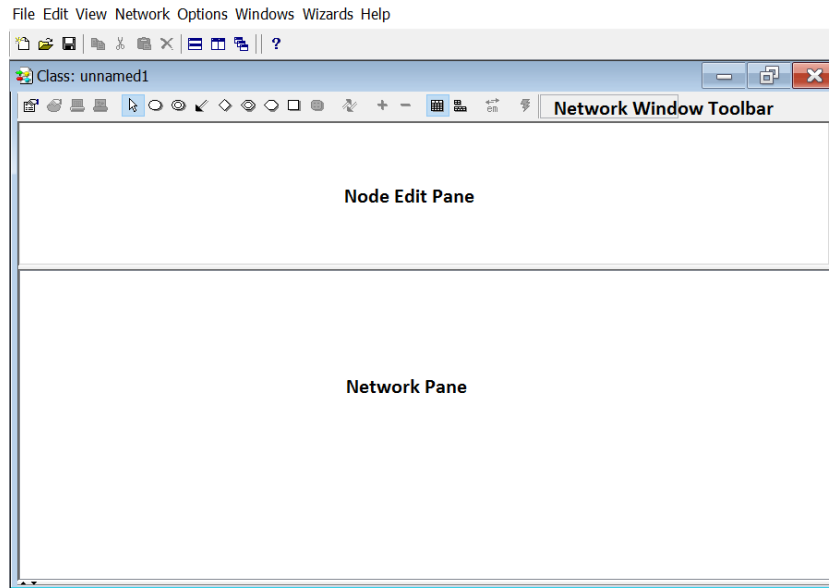 File Edit View Network Options Windows Wizards Help
?
Class: unnamed1
Network Window Toolbar
Node Edit Pane
Network Pane